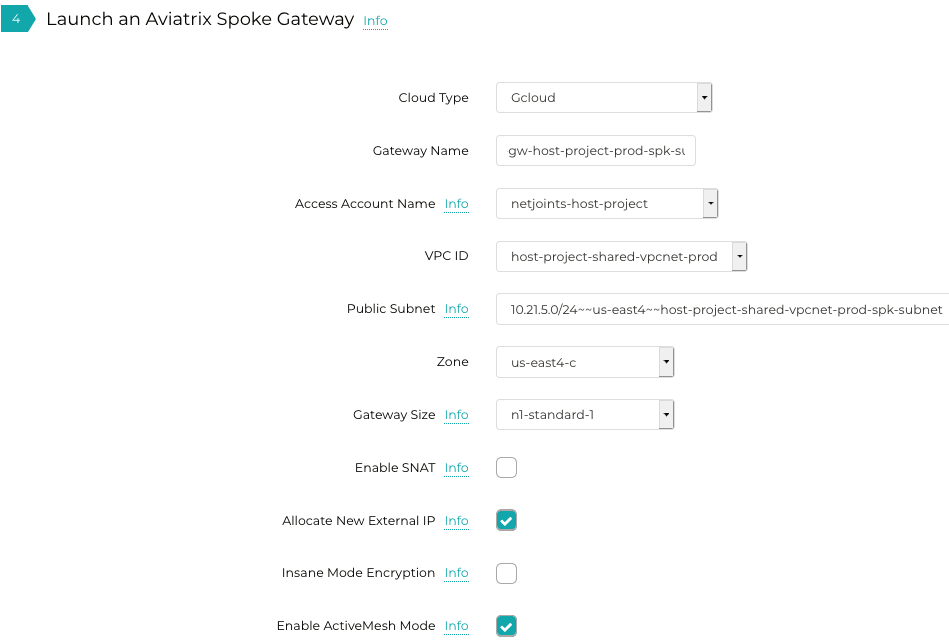 4 Launch an Aviatrix Spoke Gateway Info
Cloud Type Gcloud
Gateway Name gw-host-project-prod-spk-su
Access Account Name Info netjoints-host-project
VPC ID host-project-shared-vpcnet-prod
Public Subnet Info 10.21.5.0/24~~us-east4~~host-project-shared-vpcnet-prod-spk-subnet
Zone us-east4-c
Gateway Size Info n1-standard-1
Enable SNAT Info
Allocate New External IP Info
Insane Mode Encryption Info
Enable ActiveMesh Mode Info